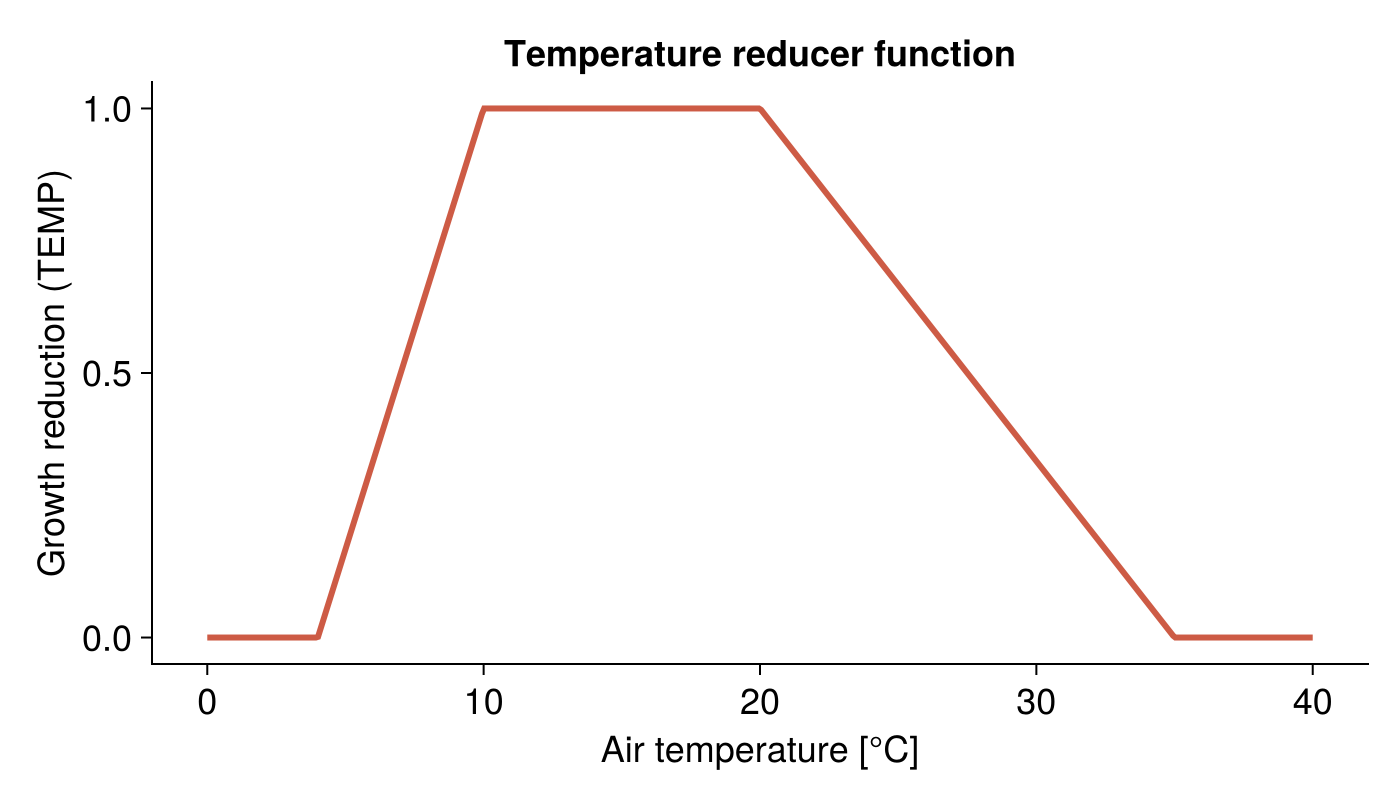 Temperature reducer function
Growth reduction (TEMP)
1.0
0.5
0.0
0 10 20 30 40
Air temperature [°C]